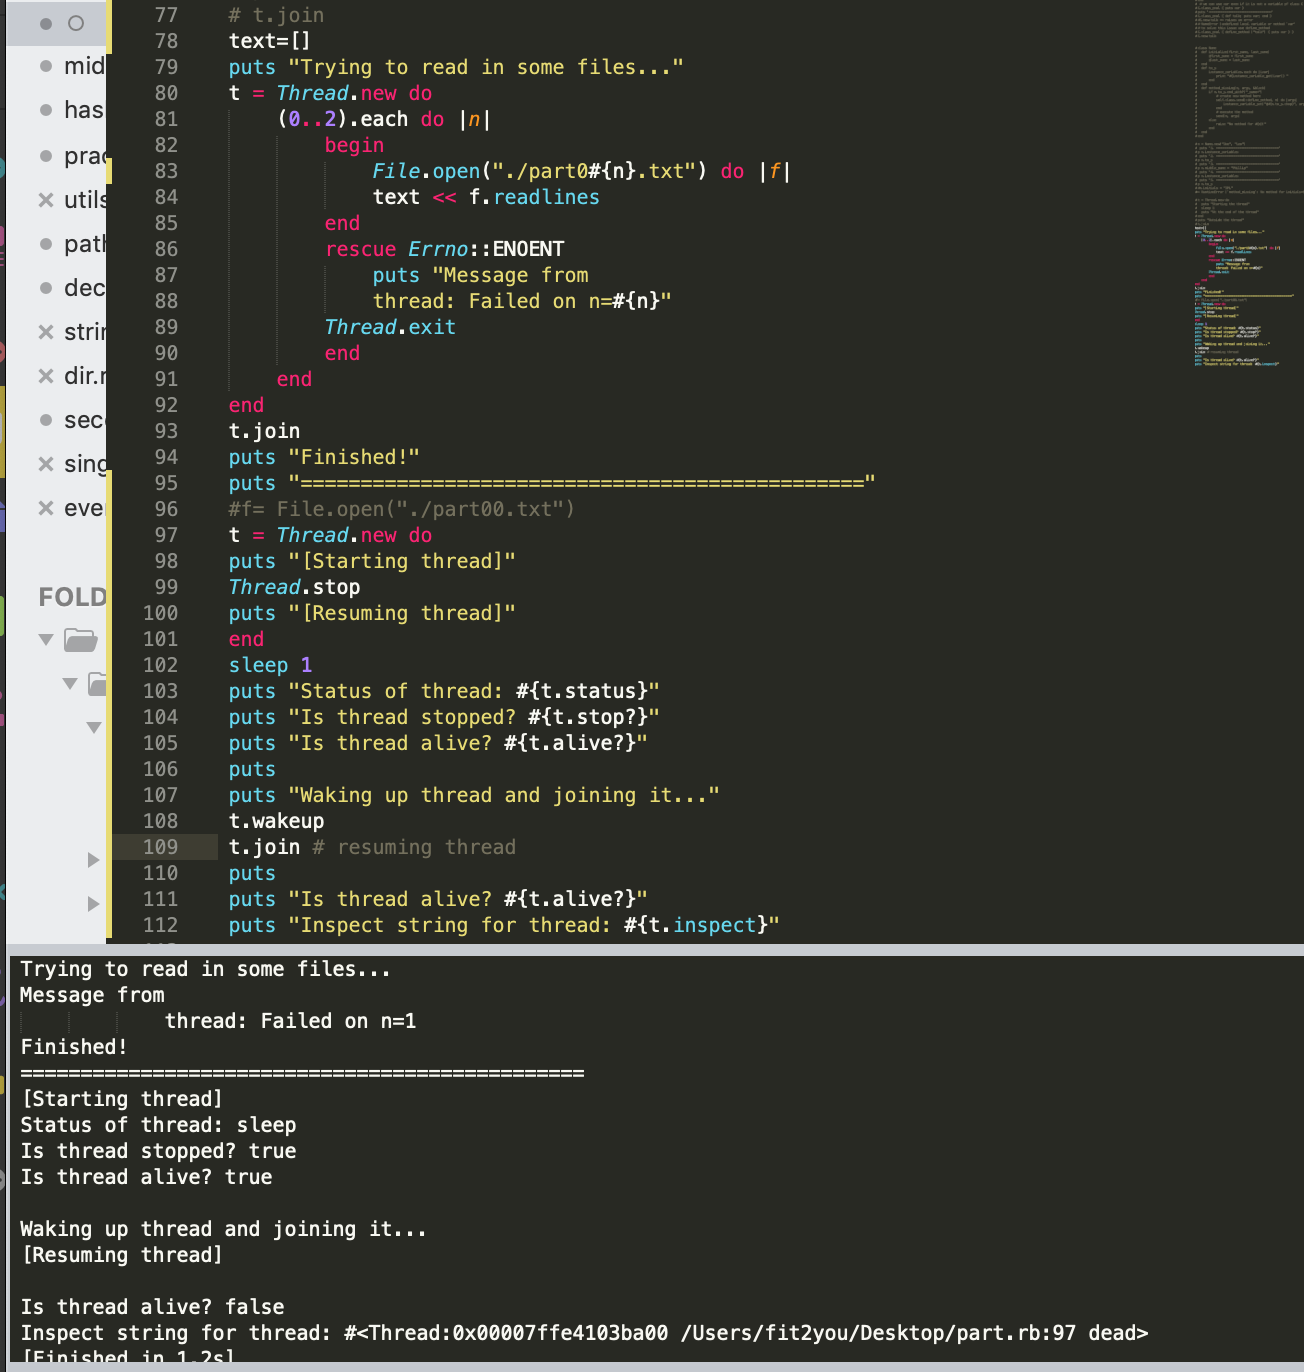 mid
has
prac
utils
path
dec
strin
dir.r
sec
sing
eve
FOLD
77 # t.join
78 text=[]
79 puts "Trying to read in some files..."
80 t = Thread.new do
81 (0..2).each do |n|
82 begin
83 File.open("./part0#{n}.txt") do |f|
84 text << f.readlines
85 end
86 rescue Errno::ENOENT
87 puts "Message from
88 thread: Failed on n=#{n}"
89 Thread.exit
90 end
91 end
92 end
93 t.join
94 puts "Finished!"
95 puts "==============================================="
96 #f= File.open("./part00.txt")
97 t = Thread.new do
98 puts "[Starting thread]"
99 Thread.stop
100 puts "[Resuming thread]"
101 end
102 sleep 1
103 puts "Status of thread: #{t.status}"
104 puts "Is thread stopped? #{t.stop?}"
105 puts "Is thread alive? #{t.alive?}"
106 puts
107 puts "Waking up thread and joining it..."
108 t.wakeup
109 t.join # resuming thread
110 puts
111 puts "Is thread alive? #{t.alive?}"
112 puts "Inspect string for thread: #{t.inspect}"
Trying to read in some files...
Message from
thread: Failed on n=1
Finished!
===============================================
[Starting thread]
Status of thread: sleep
Is thread stopped? true
Is thread alive? true
Waking up thread and joining it...
[Resuming thread]
Is thread alive? false
Inspect string for thread: #<Thread:0x00007ffe4103ba00 /Users/fit2you/Desktop/part.rb:97 dead>
[Finished in 1.2s]